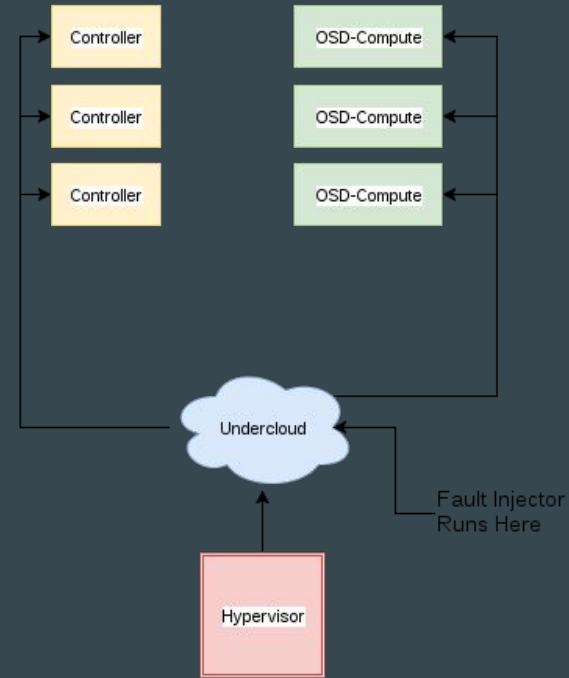 Controller
OSD-Compute
Controller
OSD-Compute
Controller
OSD-Compute
Undercloud
Fault Injector
Runs Here
Hypervisor